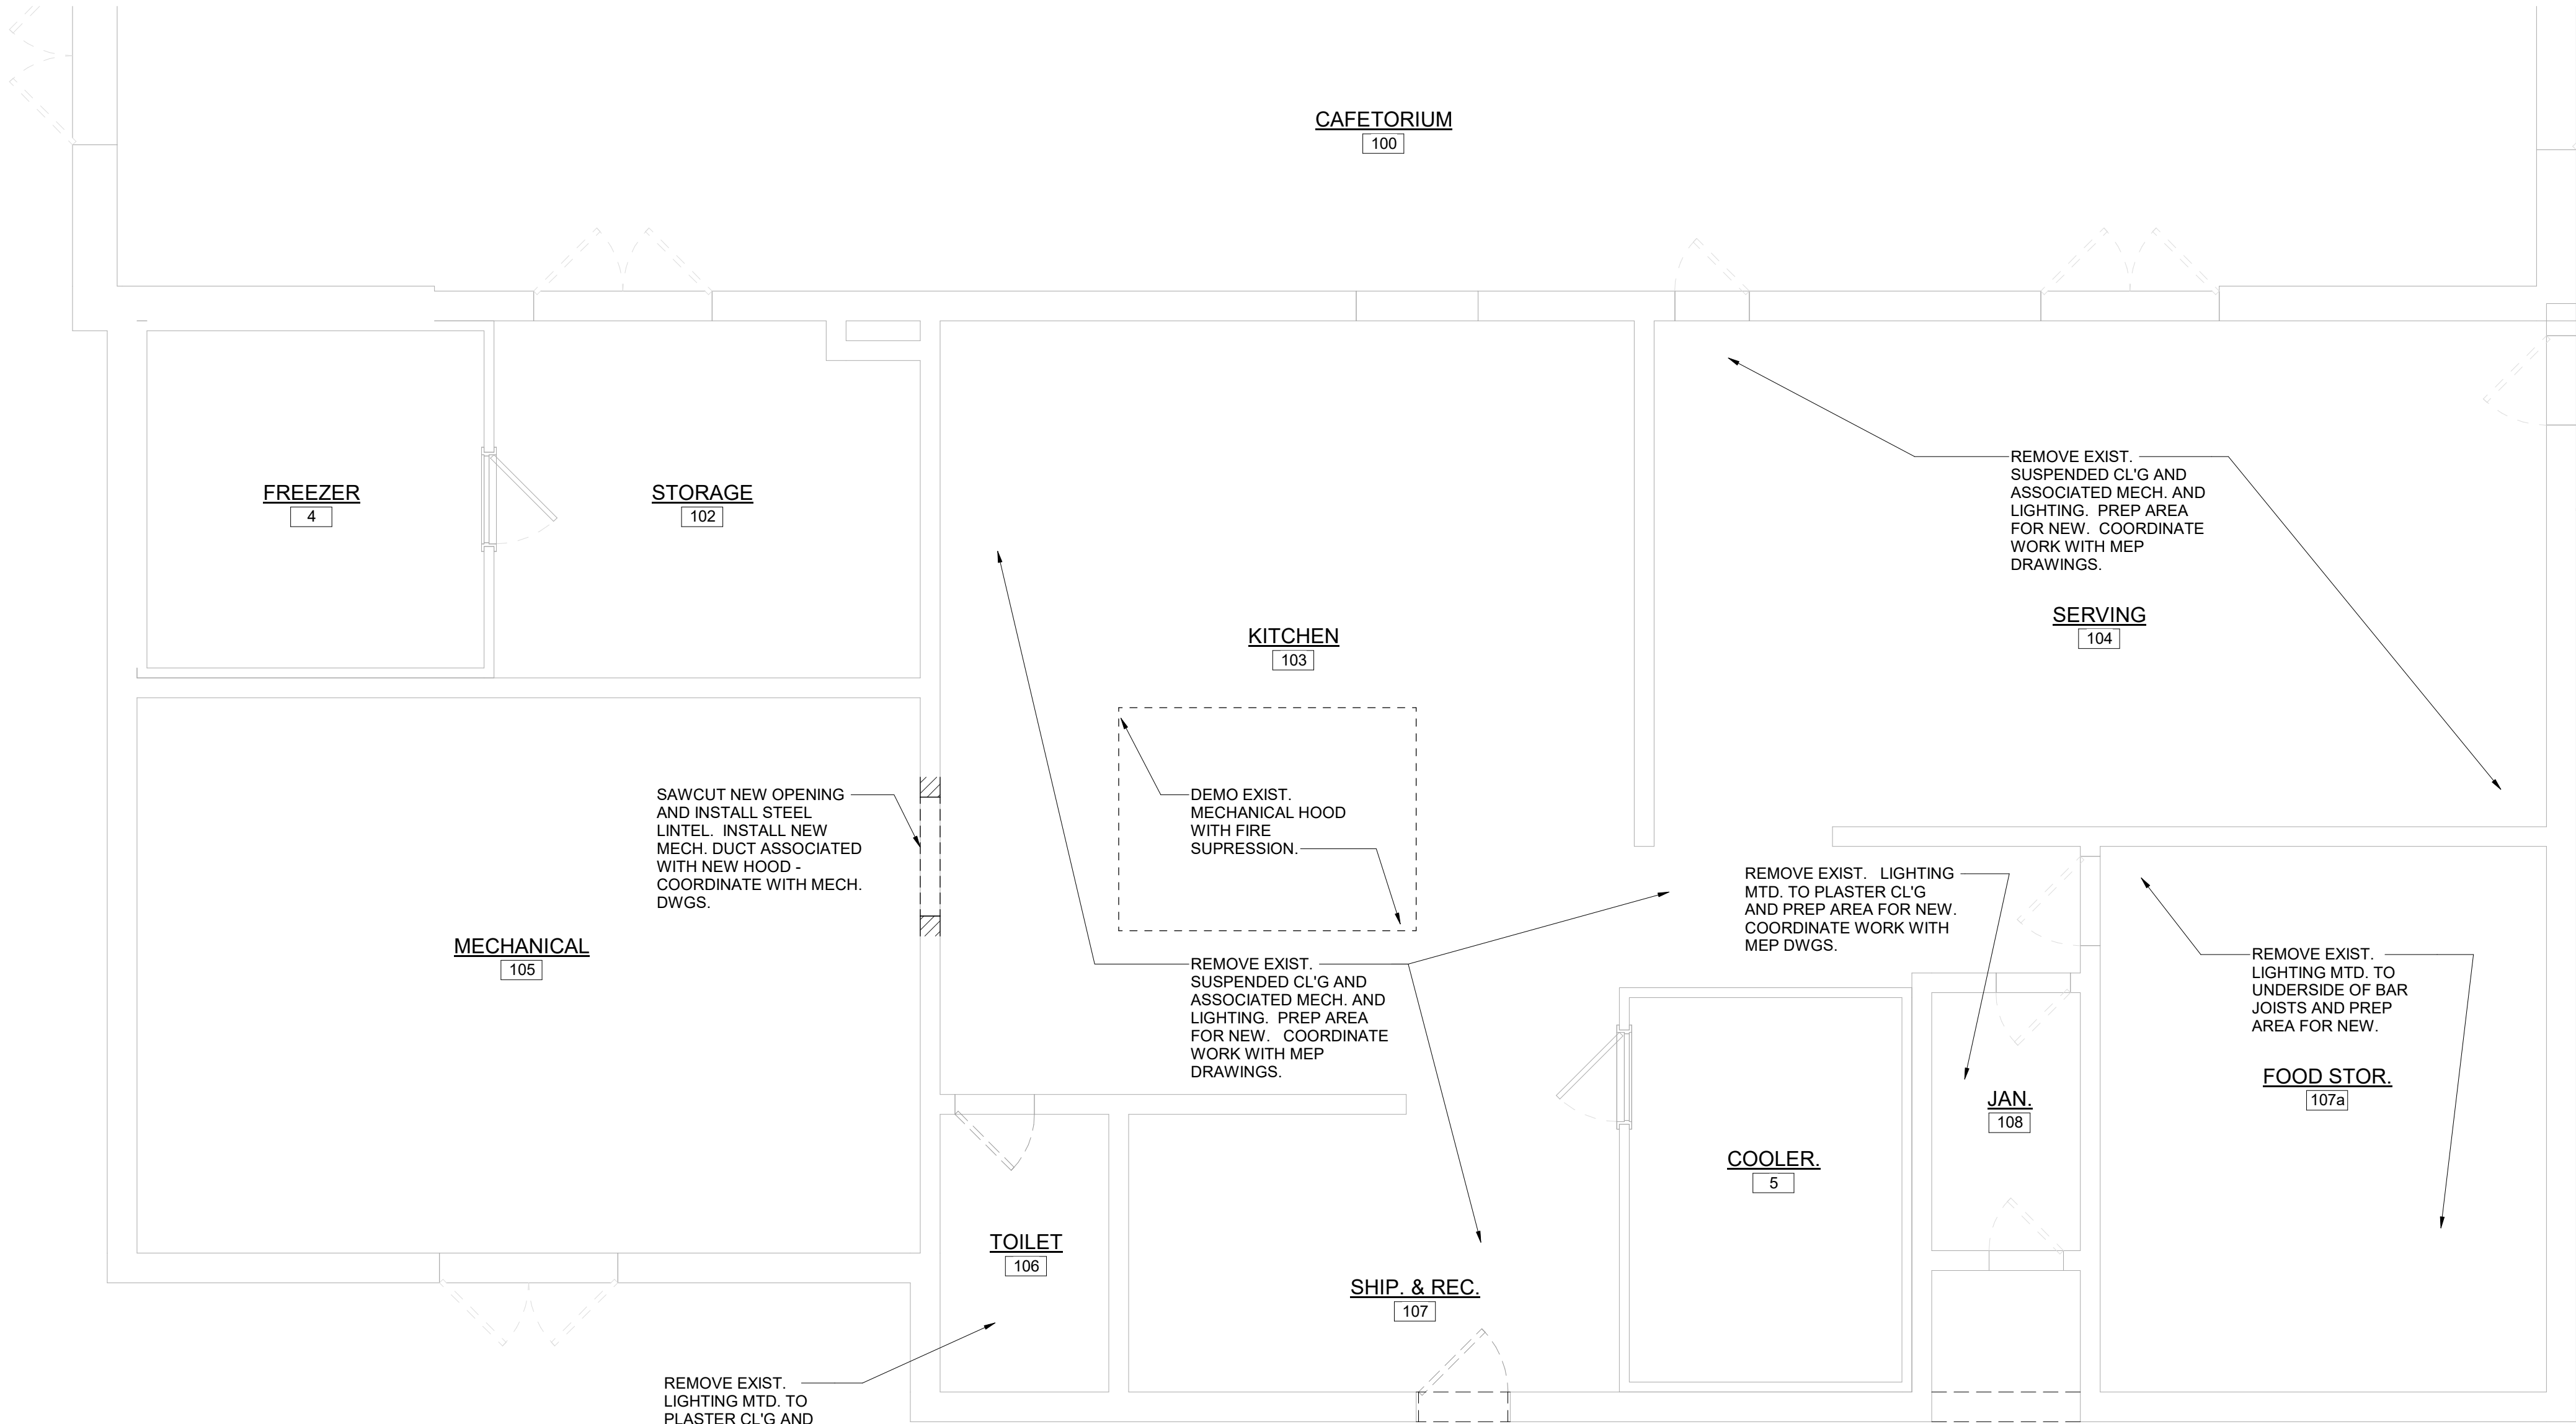 CAFETORIUM
100
FREEZER
4
STORAGE
102
REMOVE EXIST.
SUSPENDED CL'G AND
ASSOCIATED MECH. AND
LIGHTING.  PREP AREA
FOR NEW.  COORDINATE
WORK WITH MEP
DRAWINGS.
KITCHEN
103
SERVING
104
SAWCUT NEW OPENING
AND INSTALL STEEL
LINTEL.  INSTALL NEW
MECH. DUCT ASSOCIATED
WITH NEW HOOD -
COORDINATE WITH MECH.
DWGS.
DEMO EXIST.
MECHANICAL HOOD
WITH FIRE
SUPRESSION.
REMOVE EXIST.   LIGHTING
MTD. TO PLASTER CL'G
AND PREP AREA FOR NEW.
COORDINATE WORK WITH
MEP DWGS.
MECHANICAL
105
REMOVE EXIST.
SUSPENDED CL'G AND
ASSOCIATED MECH. AND
LIGHTING.  PREP AREA
FOR NEW.   COORDINATE
WORK WITH MEP
DRAWINGS.
REMOVE EXIST.
LIGHTING MTD. TO
UNDERSIDE OF BAR
JOISTS AND PREP
AREA FOR NEW.
FOOD STOR.
107a
JAN.
108
COOLER.
5
TOILET
106
SHIP. & REC.
107
REMOVE EXIST.
LIGHTING MTD. TO
PLASTER CL'G AND